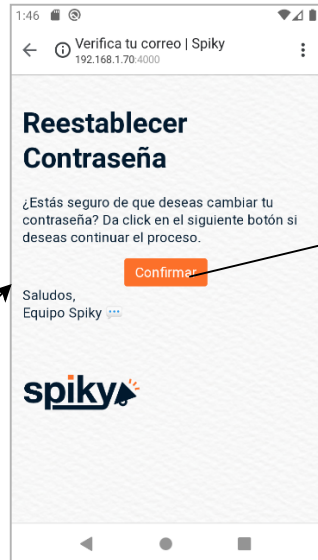 1:46
Verifica tu correo | Spiky
192.168.1.70:4000
Reestablecer
Contraseña
¿Estás seguro de que deseas cambiar tu
contraseña? Da click en el siguiente botón si
deseas continuar el proceso.
Confirmar
Saludos,
Equipo Spiky 💬
spiky